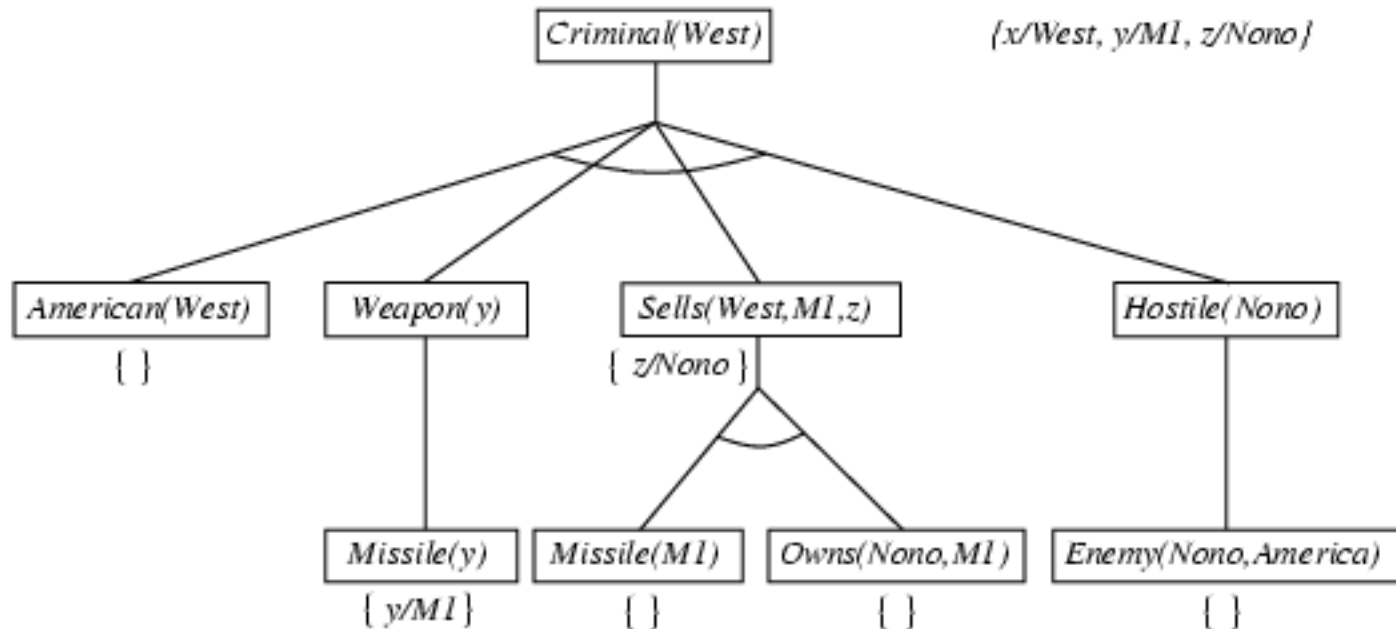 Criminal(West) {x/West, y/M1, z/Nono}
American(West) Weapon(y) Sells(West,M1,z) Hostile(Nono)
{ } { z/Nono }
Missile(y) Missile(M1) Owns(Nono,M1) Enemy(Nono,America)
{ y/M1 } { } { } { }